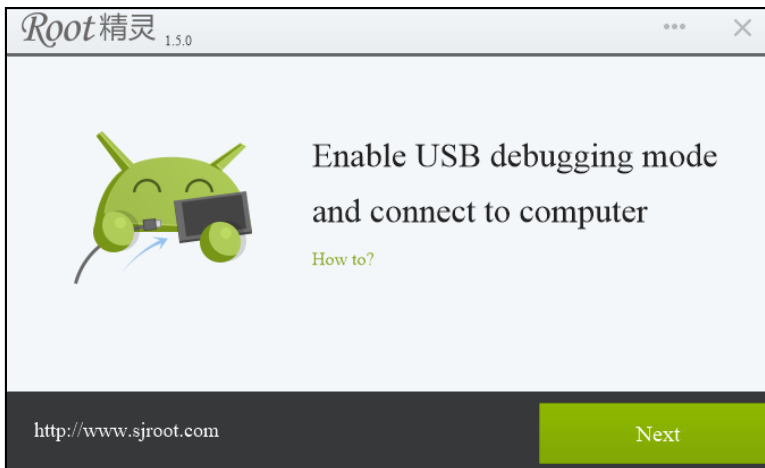 Root精灵 1.5.0
Enable USB debugging mode
and connect to computer
How to?
http://www.sjroot.com
Next